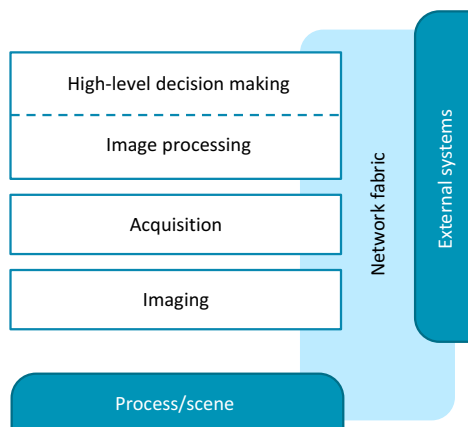 High-level decision making
Image processing
Acquisition
Imaging
Process/scene
Network fabric
External systems